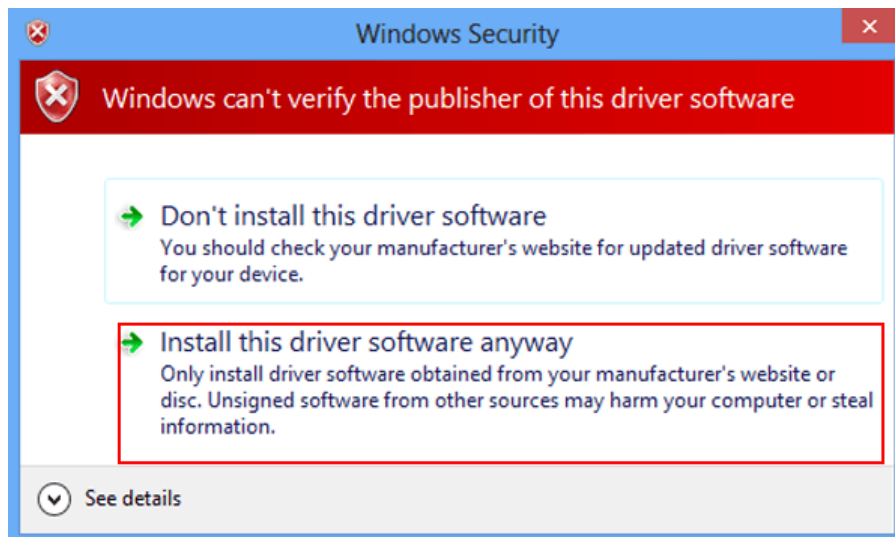 Windows Security
Windows can't verify the publisher of this driver software
Don't install this driver software
You should check your manufacturer's website for updated driver software
for your device.
Install this driver software anyway
Only install driver software obtained from your manufacturer's website or
disc. Unsigned software from other sources may harm your computer or steal
information.
See details